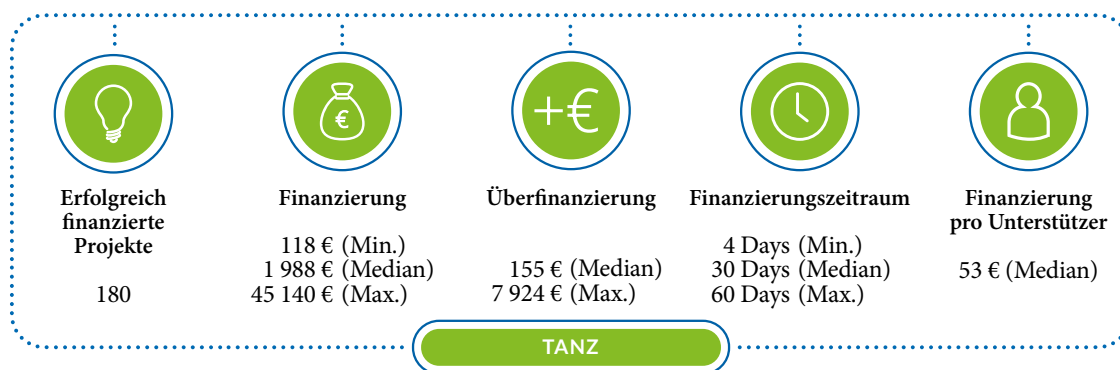 €
+€
Erfolgreich
finanzierte
Projekte
180
Finanzierung
118 € (Min.)
1 988 € (Median)
45 140 € (Max.)
Überfinanzierung
155 € (Median)
7 924 € (Max.)
Finanzierungszeitraum
4 Days (Min.)
30 Days (Median)
60 Days (Max.)
Finanzierung
pro Unterstützer
53 € (Median)
TANZ